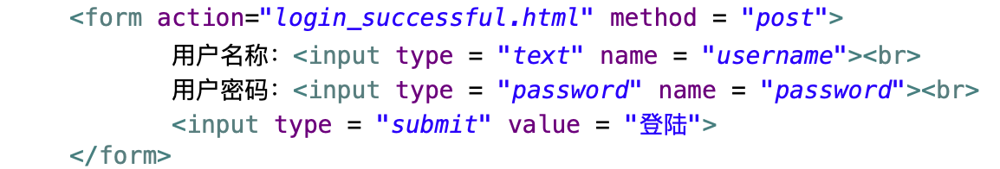 <form action="login_successful.html" method = "post">
用户名称：<input type = "text" name = "username"><br>
用户密码：<input type = "password" name = "password"><br>
<input type = "submit" value = "登陆">
</form>